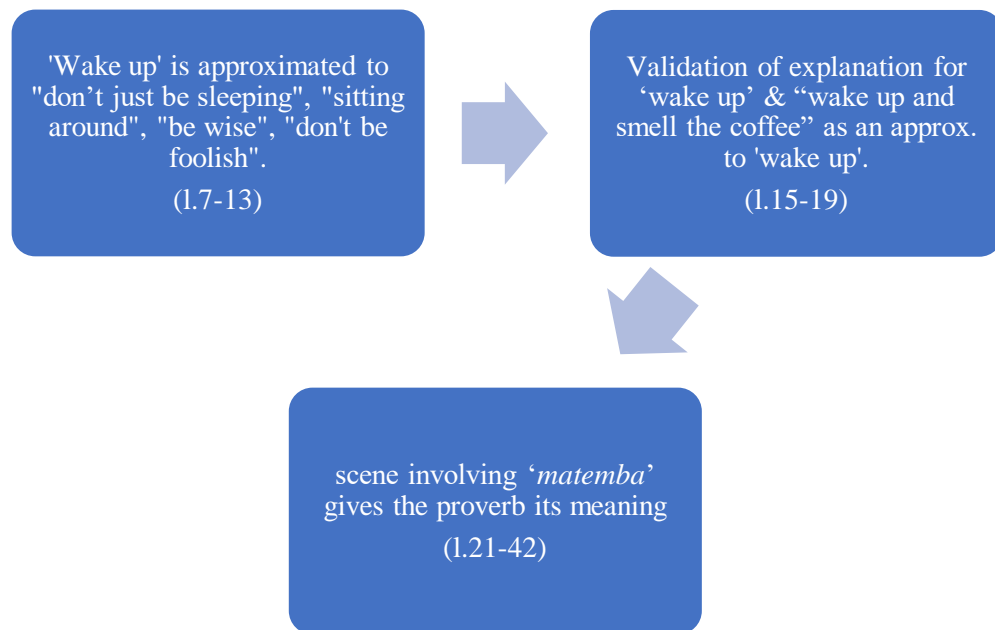 'Wake up' is approximated to
"don’t just be sleeping", "sitting
around", "be wise", "don't be
foolish".
(l.7-13)
Validation of explanation for
‘wake up’ & “wake up and
smell the coffee” as an approx.
to 'wake up'.
(l.15-19)
scene involving ‘matemba’
gives the proverb its meaning
(l.21-42)